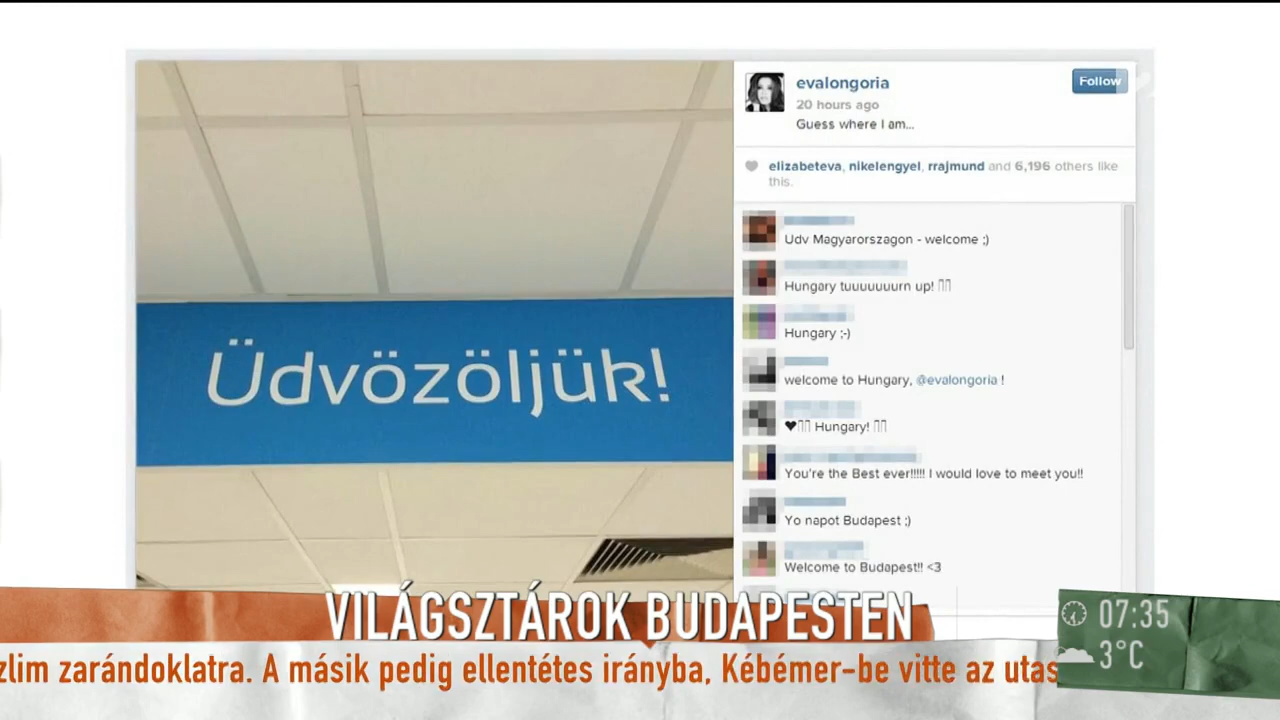 Üdvözöljük!
evalongoria
Follow
20 hours ago
Guess where I am...
elizabeteva, nikelengyel, rrajmund and 6,196 others like
this.
Udv Magyarorszagon - welcome ;)
Hungary tuuuuuuurn up!
Hungary ;-)
welcome to Hungary, @evalongoria !
♥ Hungary!
You're the Best ever!!!!! I would love to meet you!!
Yo napot Budapest ;)
Welcome to Budapest!! <3
VILÁGSZTÁROK BUDAPESTEN
07:35
3°C
zlim zarándoklatra. A másik pedig ellentétes irányba, Kébémer-be vitte az utas